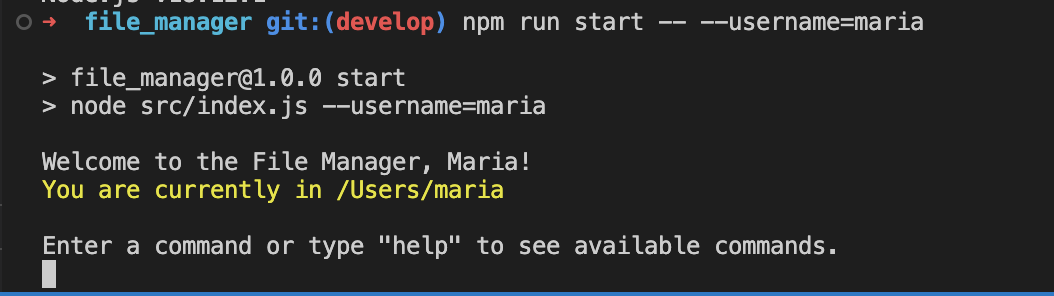 ➜ file_manager git:(develop) npm run start -- --username=maria
> file_manager@1.0.0 start
> node src/index.js --username=maria
Welcome to the File Manager, Maria!
You are currently in /Users/maria
Enter a command or type "help" to see available commands.